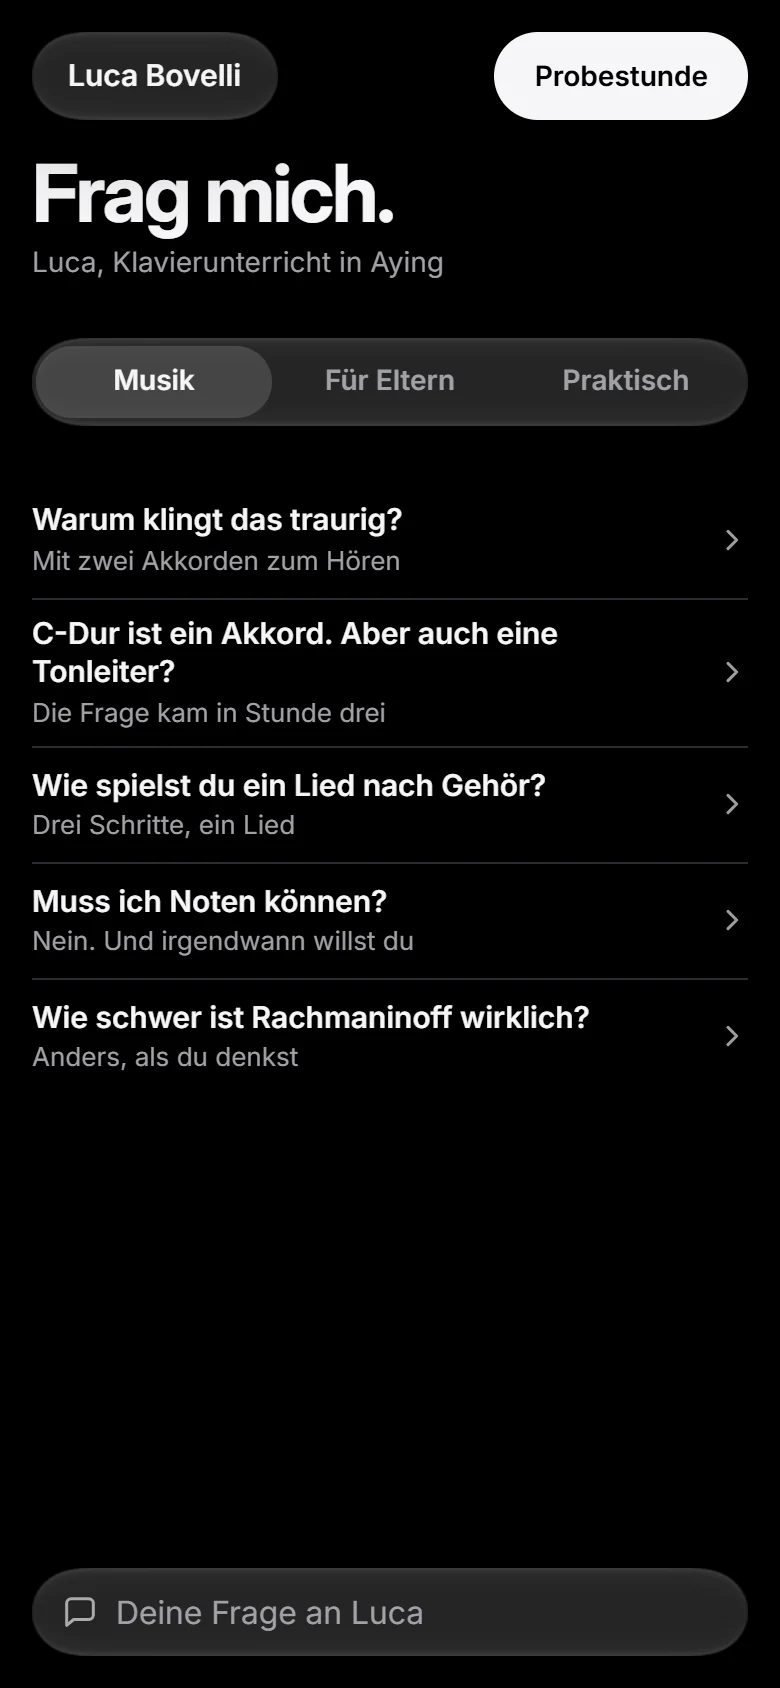 Luca Bovelli
Probestunde
Frag mich.
Luca, Klavierunterricht in Aying
Musik
Für Eltern
Praktisch
Warum klingt das traurig?
Mit zwei Akkorden zum Hören
C-Dur ist ein Akkord. Aber auch eine
Tonleiter?
Die Frage kam in Stunde drei
Wie spielst du ein Lied nach Gehör?
Drei Schritte, ein Lied
Muss ich Noten können?
Nein. Und irgendwann willst du
Wie schwer ist Rachmaninoff wirklich?
Anders, als du denkst
Deine Frage an Luca